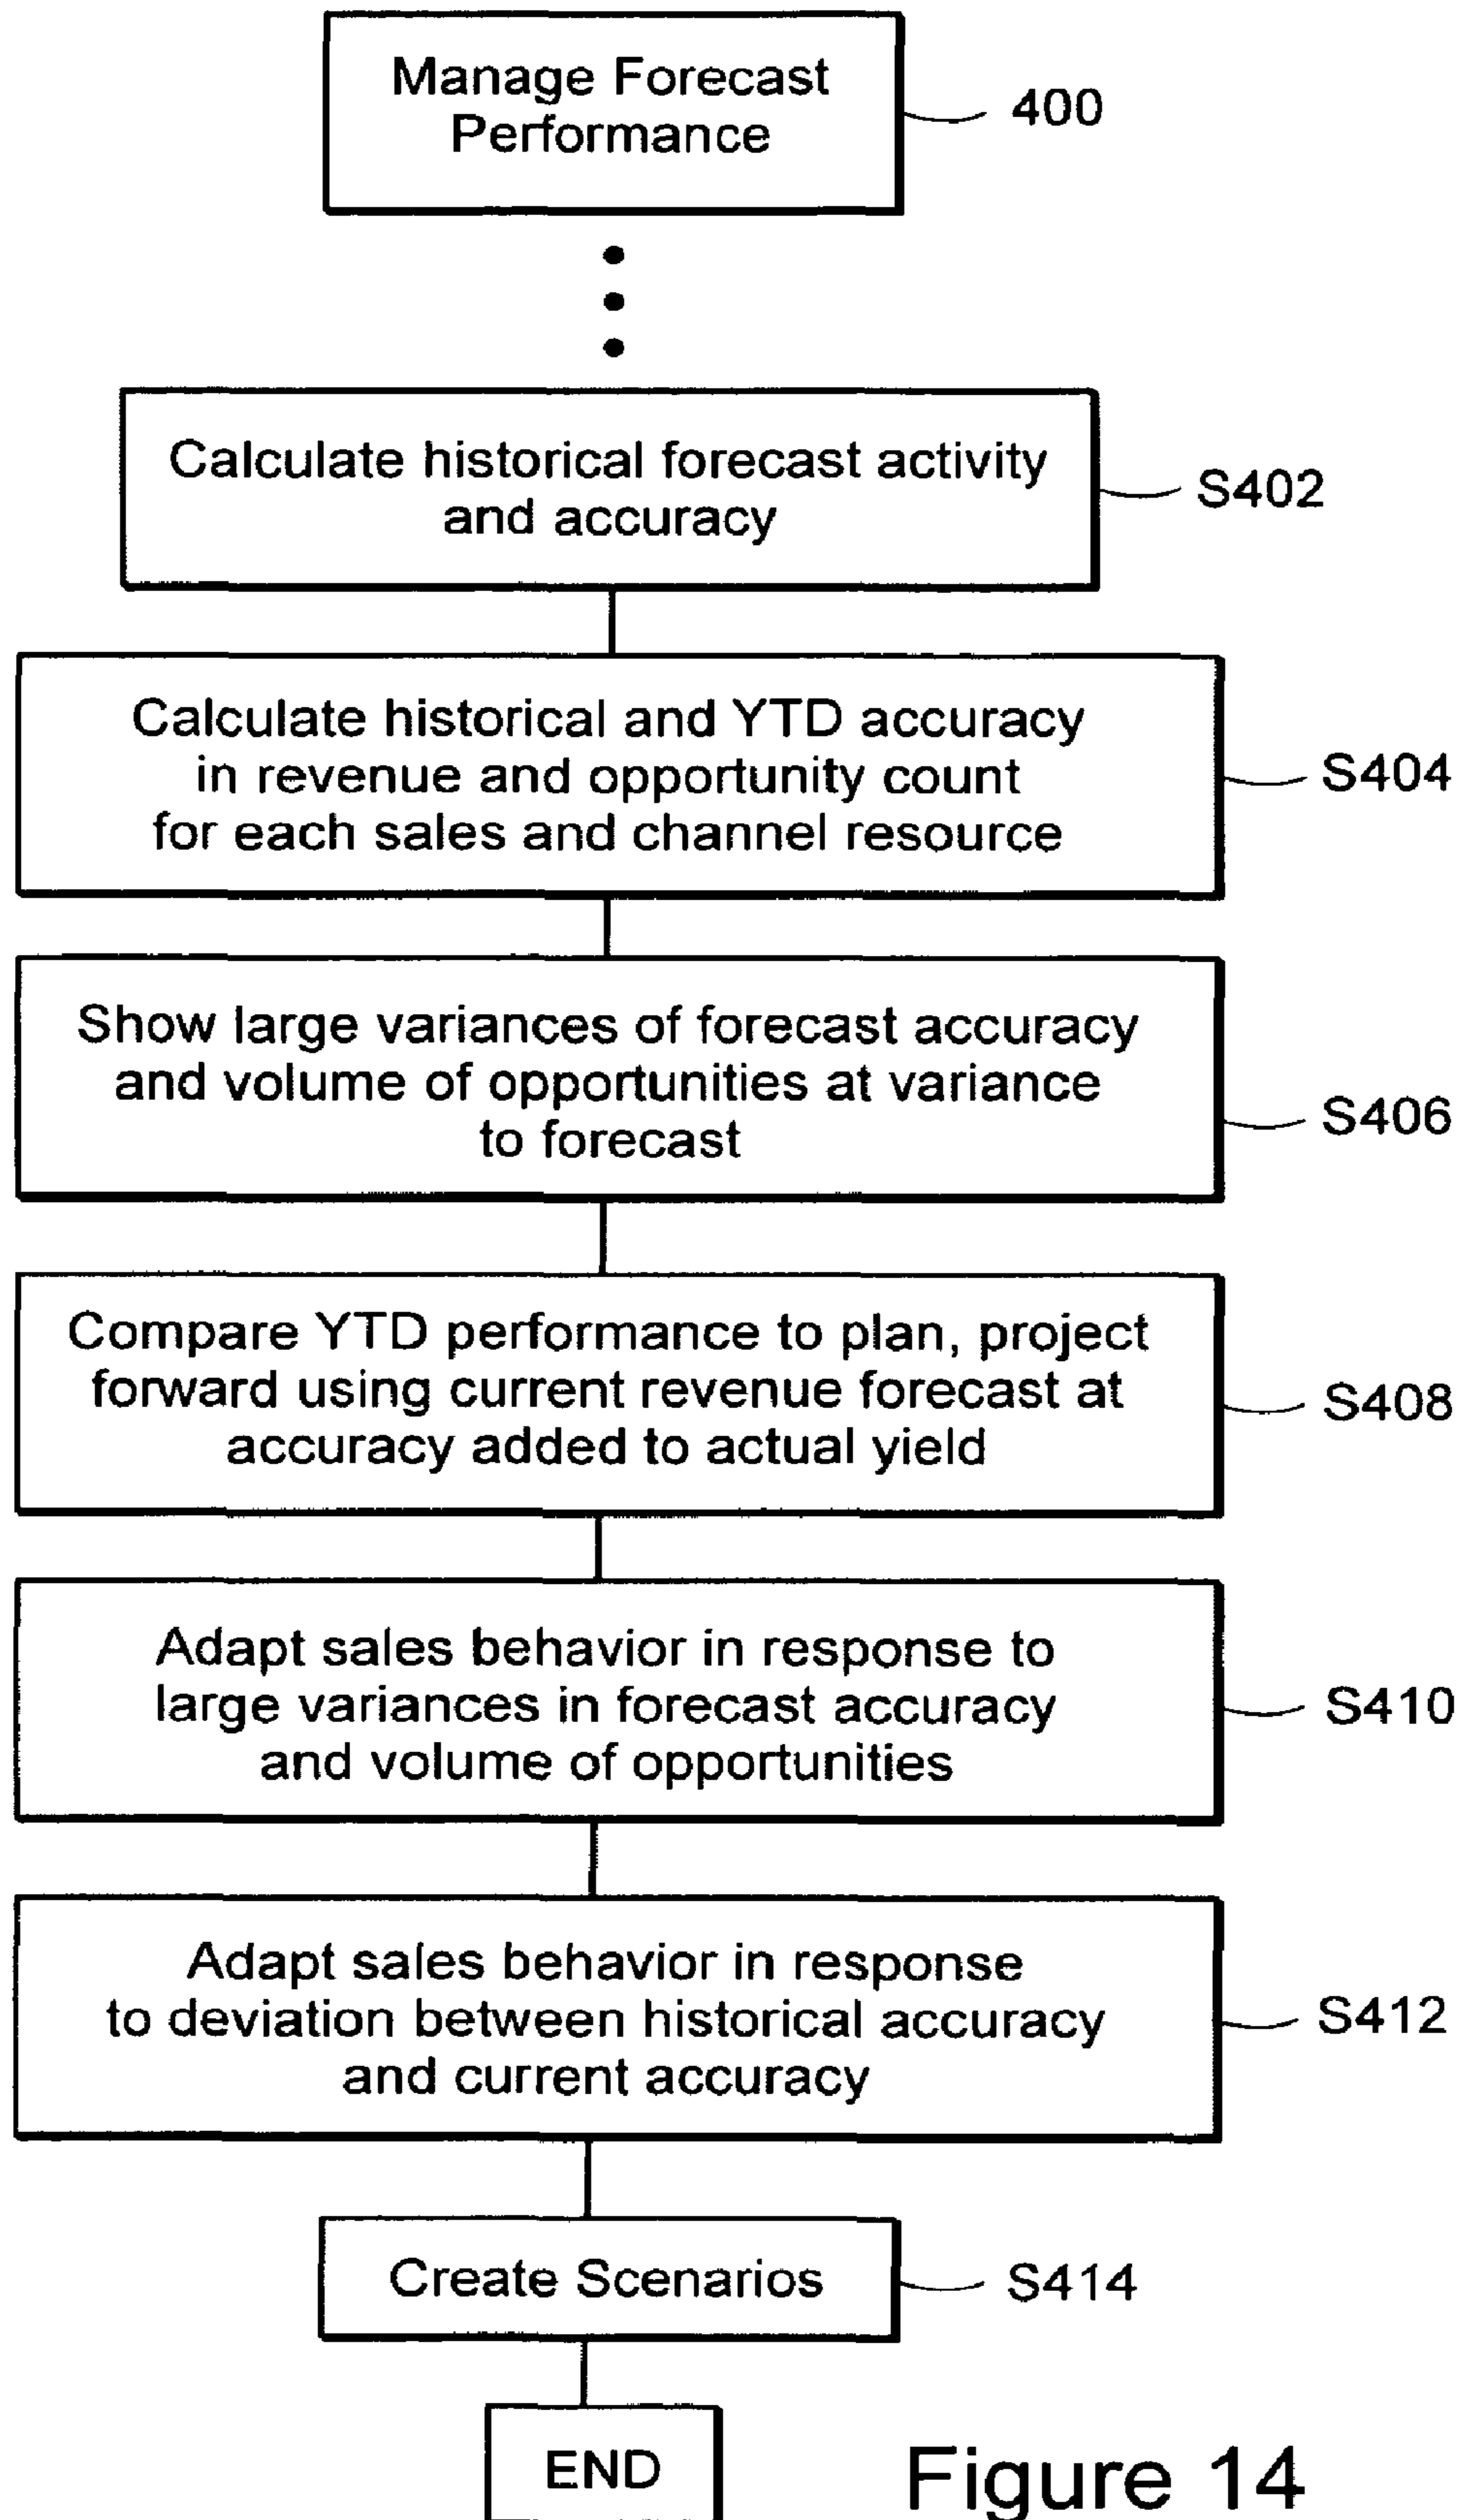 Manage Forecast
Performance
400
Calculate historical forecast activity
and accuracy
S402
Calculate historical and YTD accuracy
in revenue and opportunity count
for each sales and channel resource
S404
Show large variances of forecast accuracy
and volume of opportunities at variance
to forecast
S406
Compare YTD performance to plan, project
forward using current revenue forecast at
accuracy added to actual yield
S408
Adapt sales behavior in response to
large variances in forecast accuracy
and volume of opportunities
S410
Adapt sales behavior in response
to deviation between historical accuracy
and current accuracy
S412
Create Scenarios
S414
END
Figure 14